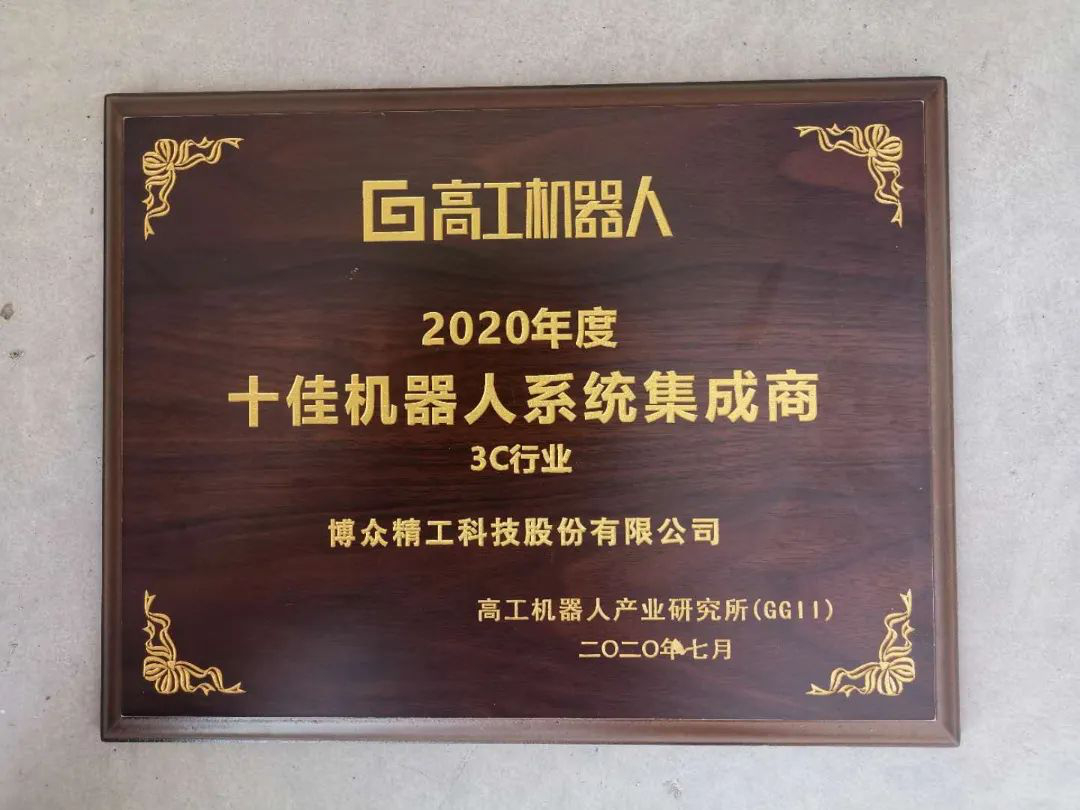 高工机器人
2020年度
十佳机器人系统集成商
3C行业
博众精工科技股份有限公司
高工机器人产业研究所(GGII)
二〇二〇年七月